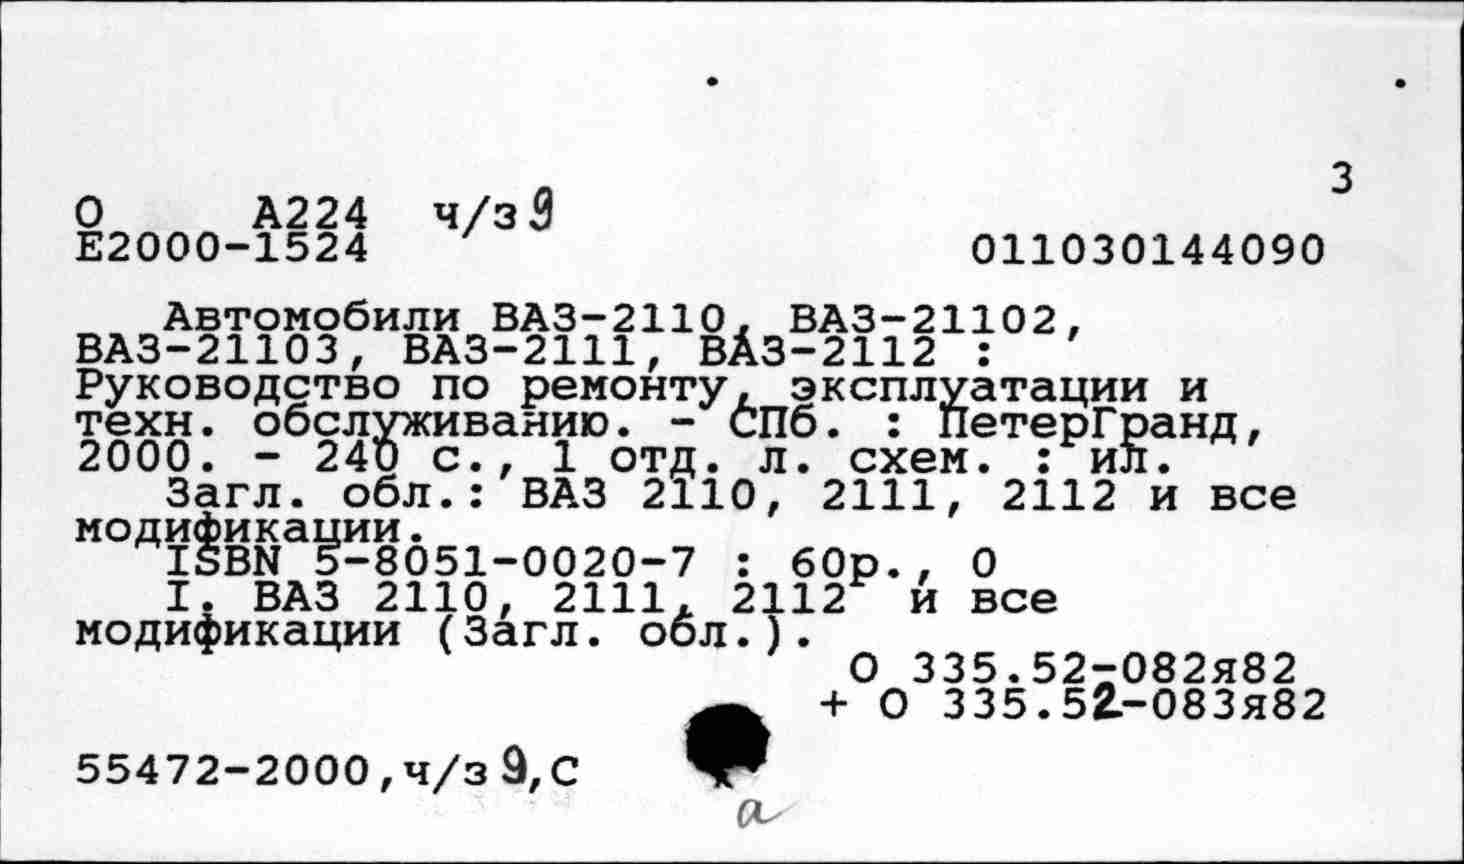 3
О А224 ч/з 9
Е2000-1524 011030144090
Автомобили ВАЗ-2110, ВАЗ-21102,
ВАЗ-21103, ВАЗ-2111, ВАЗ-2112 :
Руководство по ремонту, эксплуатации и
техн. обслуживанию. - СПб. : ПетерГранд,
2000. - 240 с., 1 отд. л. схем. : ил.
Загл. обл.: ВАЗ 2110, 2111, 2112 и все
модификации.
ISBN 5-8051-0020-7 : 60р., 0
I. ВАЗ 2110, 2111, 2112 и все
модификации (Загл. обл.).
О 335.52-082я82
+ О 335.52-083я82
55472-2000,ч/з 9,С
а